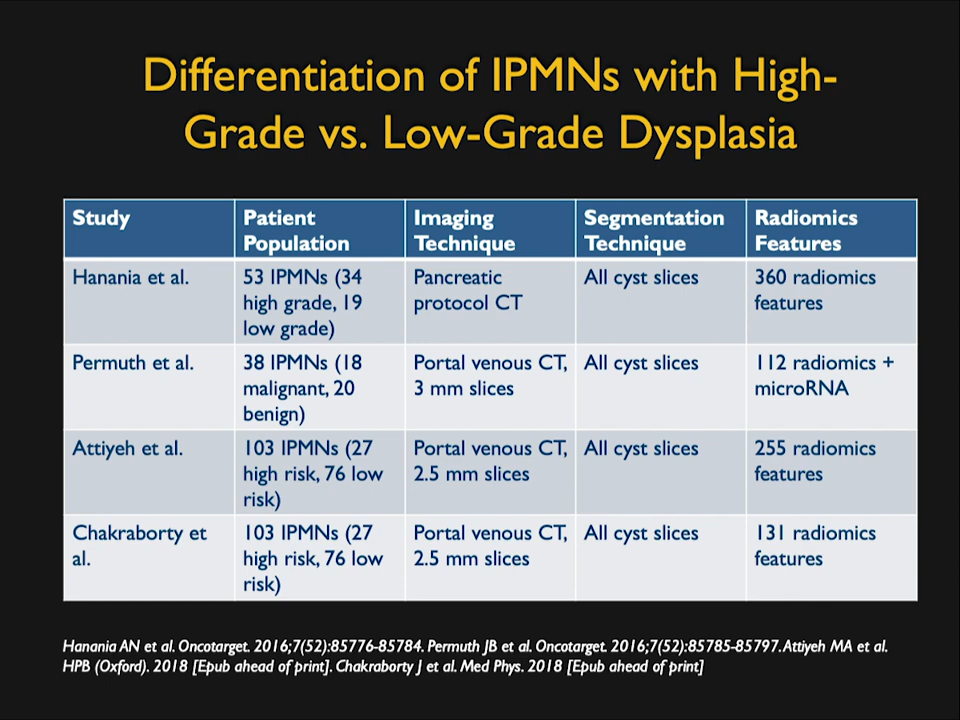 Differentiation of IPMNs with High-
Grade vs. Low-Grade Dysplasia
Study
Patient
Population
Imaging
Technique
Segmentation
Technique
Radiomics
Features
Hanania et al.
53 IPMNs (34
high grade, 19
low grade)
Pancreatic
protocol CT
All cyst slices
360 radiomics
features
Permuth et al.
38 IPMNs (18
malignant, 20
benign)
Portal venous CT,
3 mm slices
All cyst slices
112 radiomics +
microRNA
Attiyeh et al.
103 IPMNs (27
high risk, 76 low
risk)
Portal venous CT,
2.5 mm slices
All cyst slices
255 radiomics
features
Chakraborty et
al.
103 IPMNs (27
high risk, 76 low
risk)
Portal venous CT,
2.5 mm slices
All cyst slices
131 radiomics
features
Hanania AN et al. Oncotarget. 2016;7(52):85776-85784. Permuth JB et al. Oncotarget. 2016;7(52):85785-85797. Attiyeh MA et al.
HPB (Oxford). 2018 [Epub ahead of print]. Chakraborty J et al. Med Phys. 2018 [Epub ahead of print]